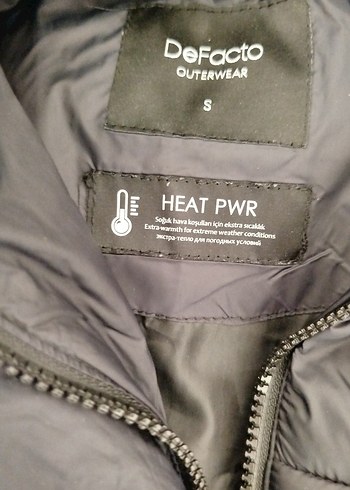 DeFacto
OUTERWEAR
S
HEAT PWR
Soğuk hava koşulları için ekstra sıcaklık
Extra warmth for extreme weather conditions
экстра-тепло для погодных условий